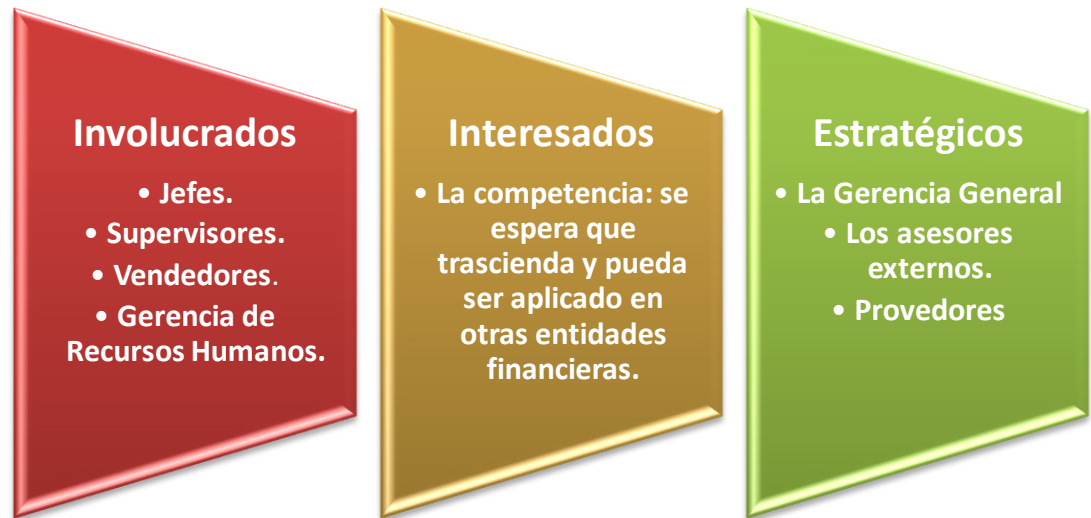 Involucrados
• Jefes.
• Supervisores.
• Vendedores.
• Gerencia de
Recursos Humanos.
Interesados
• La competencia: se
espera que
trascienda y pueda
ser aplicado en
otras entidades
financieras.
Estratégicos
• La Gerencia General
• Los asesores
externos.
• Provedores